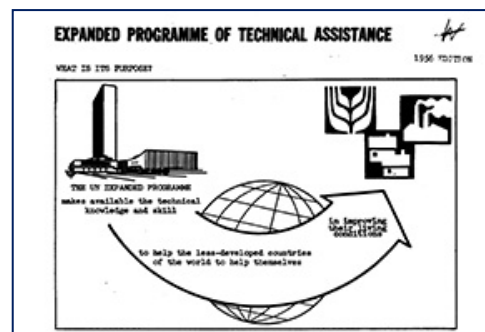 EXPANDED PROGRAMME OF TECHNICAL ASSISTANCE
1956 EDITION
WHAT IS ITS PURPOSE?
THE UN EXPANDED PROGRAMME
makes available the technical
knowledge and skill
to help the less-developed countries
of the world to help themselves
in improving
their living
conditions